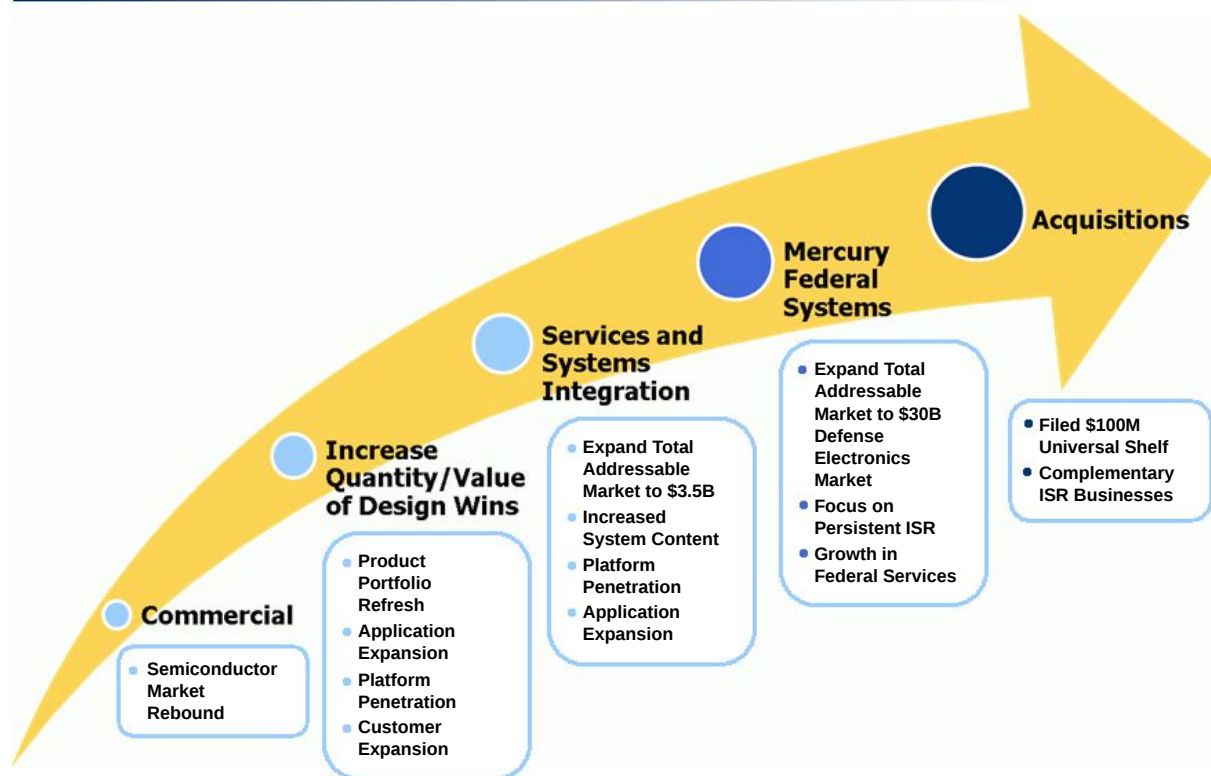 Commercial
Semiconductor
Market
Rebound
Increase
Quantity/Value
of Design Wins
Product
Portfolio
Refresh
Application
Expansion
Platform
Penetration
Customer
Expansion
Services and
Systems
Integration
Expand Total
Addressable
Market to $3.5B
Increased
System Content
Platform
Penetration
Application
Expansion
Mercury
Federal
Systems
Expand Total
Addressable
Market to $30B
Defense
Electronics
Market
Focus on
Persistent ISR
Growth in
Federal Services
Acquisitions
Filed $100M
Universal Shelf
Complementary
ISR Businesses